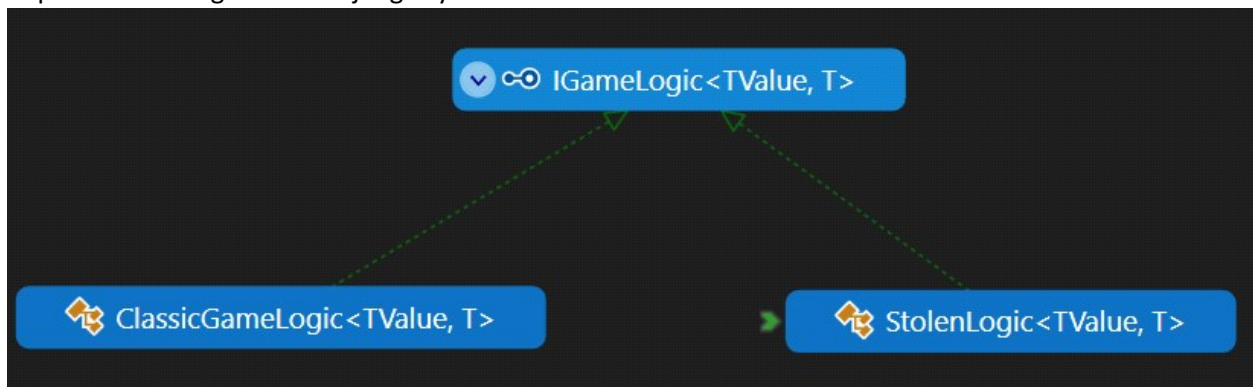 IGameLogic<TValue, T>
ClassicGameLogic<TValue, T>
StolenLogic<TValue, T>